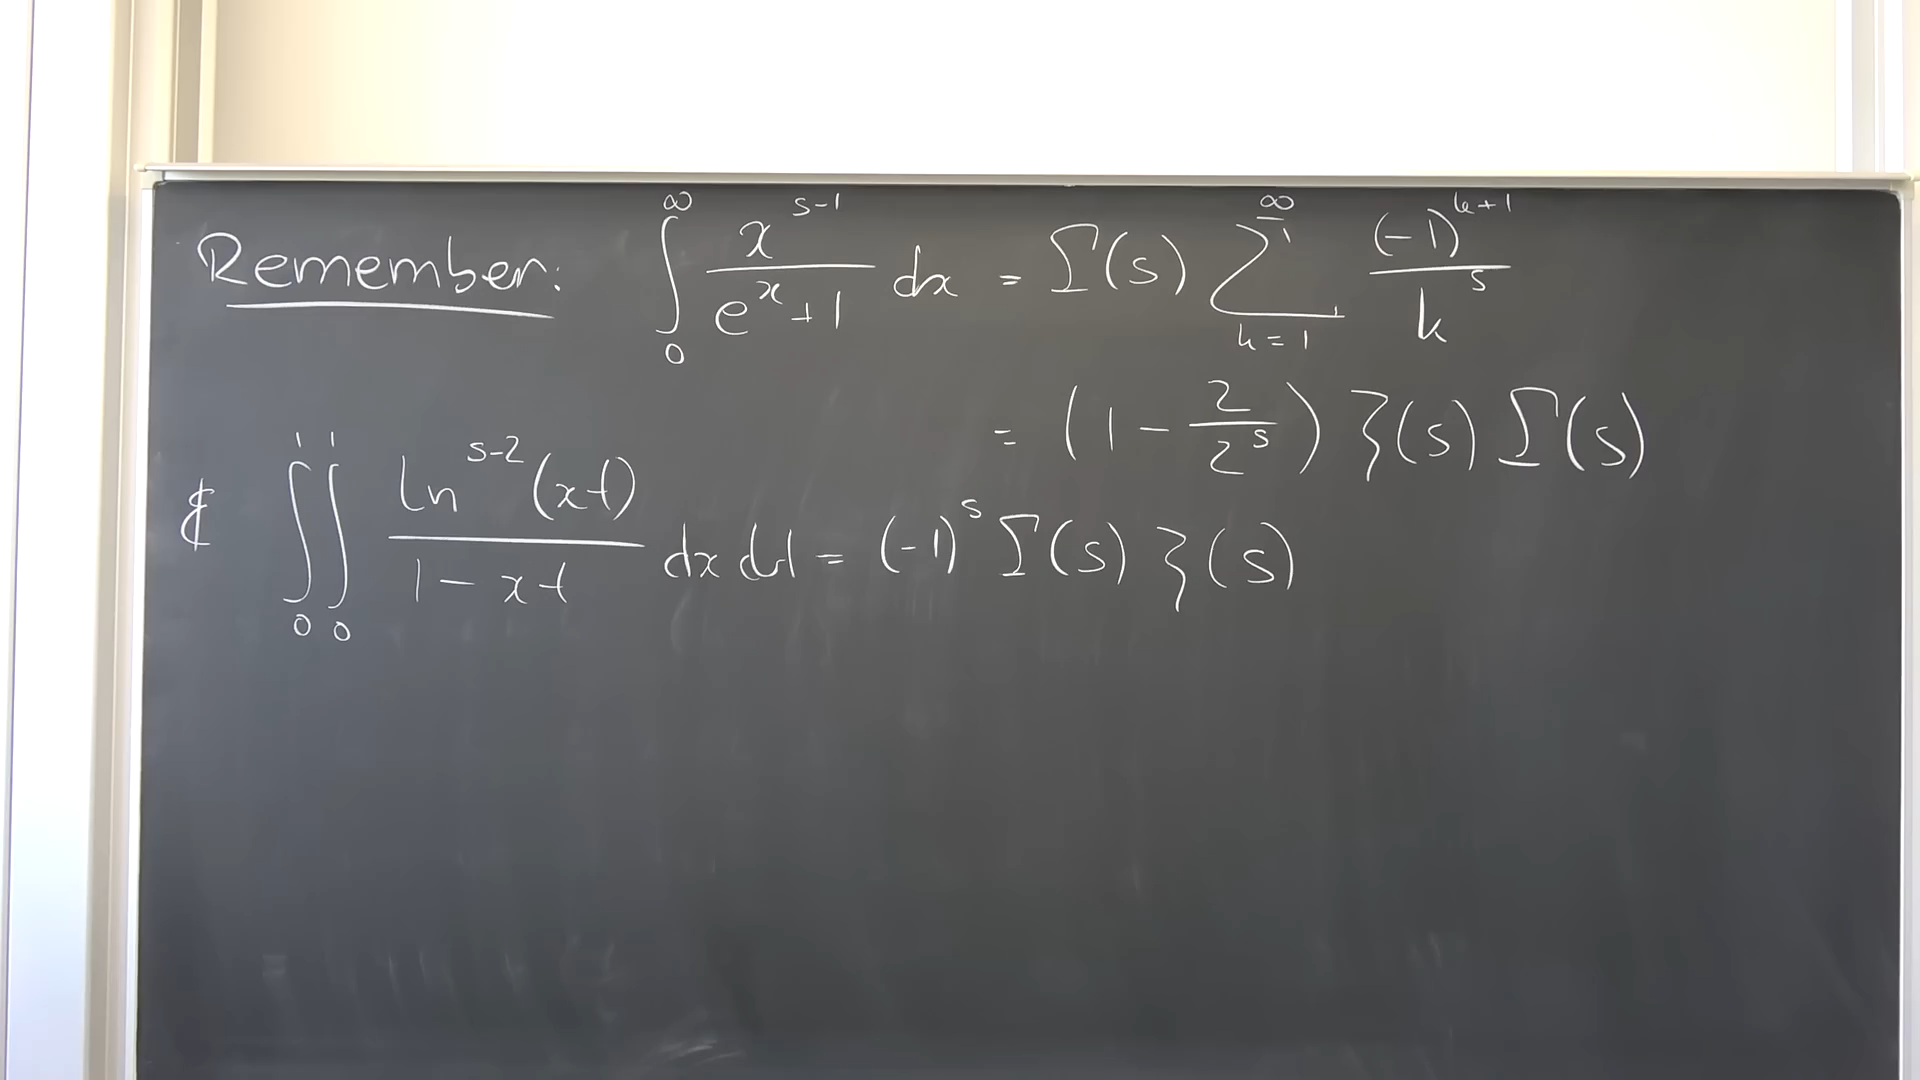 Remember: ∫₀^∞ x^(s-1)/(e^x+1) dx = Γ(s) ∑_{k=1}^∞ (-1)^(k+1)/k^s
= (1 - 2/2^s) ζ(s) Γ(s)
& ∫₀¹∫₀¹ ln^(s-2)(xt)/(1-xt) dx dt = (-1)^s Γ(s) ζ(s)